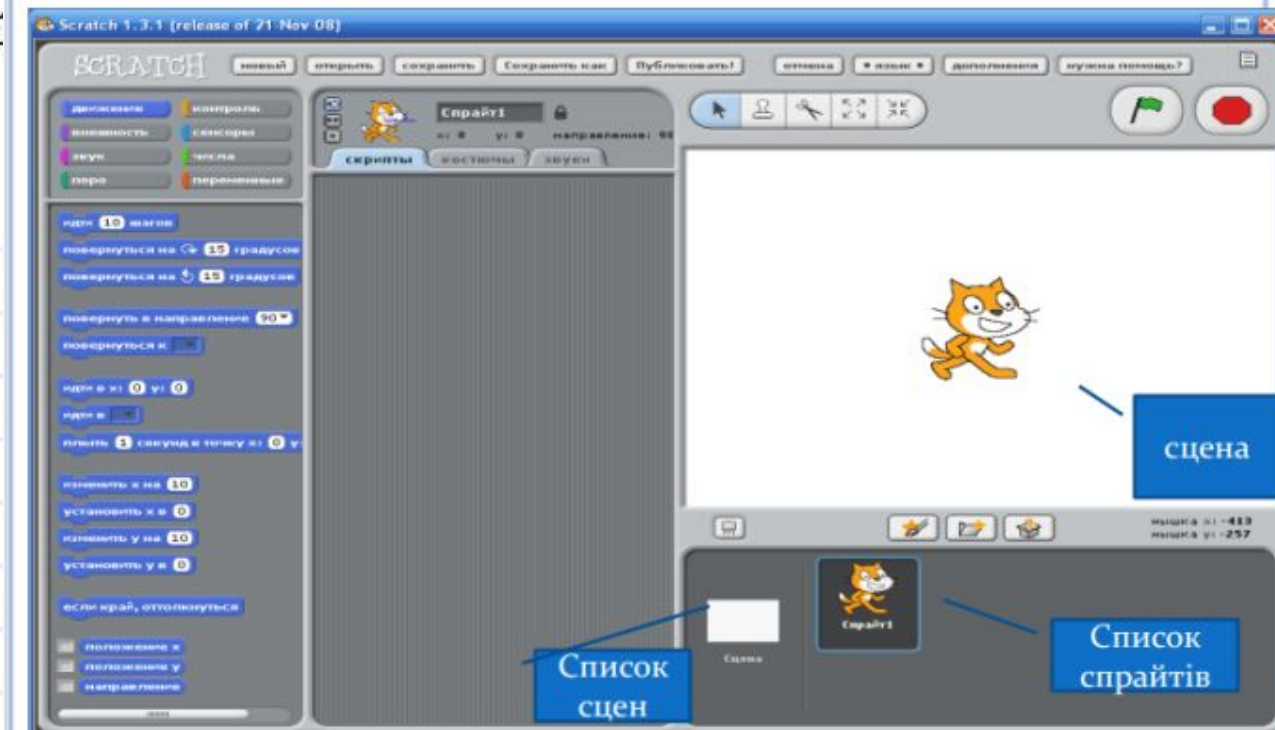 Scratch 1.3.1 (release of 21-Nov-08)
SCRATCH новый открыть сохранить Сохранить как Публиковать! отмена язык дополнения нужна помощь?
движение контроль
внешность сенсоры
звук числа
перо переменные
Спрайт1
x: 0 y: 0 направление: 90
скрипты костюмы звуки
идти 10 шагов
повернуться на 15 градусов
повернуться на 15 градусов
повернуть в направление 90
повернуться к
идти в x: 0 y: 0
идти в
плыть 1 секунд в точку x: 0 y:
изменить x на 10
установить x в 0
изменить y на 10
установить y в 0
если край, оттолкнуться
положение x
положение y
направление
сцена
мышка x: -413
мышка y: -257
Спрайт1
Сцена
Список
сцен
Список
спрайтів